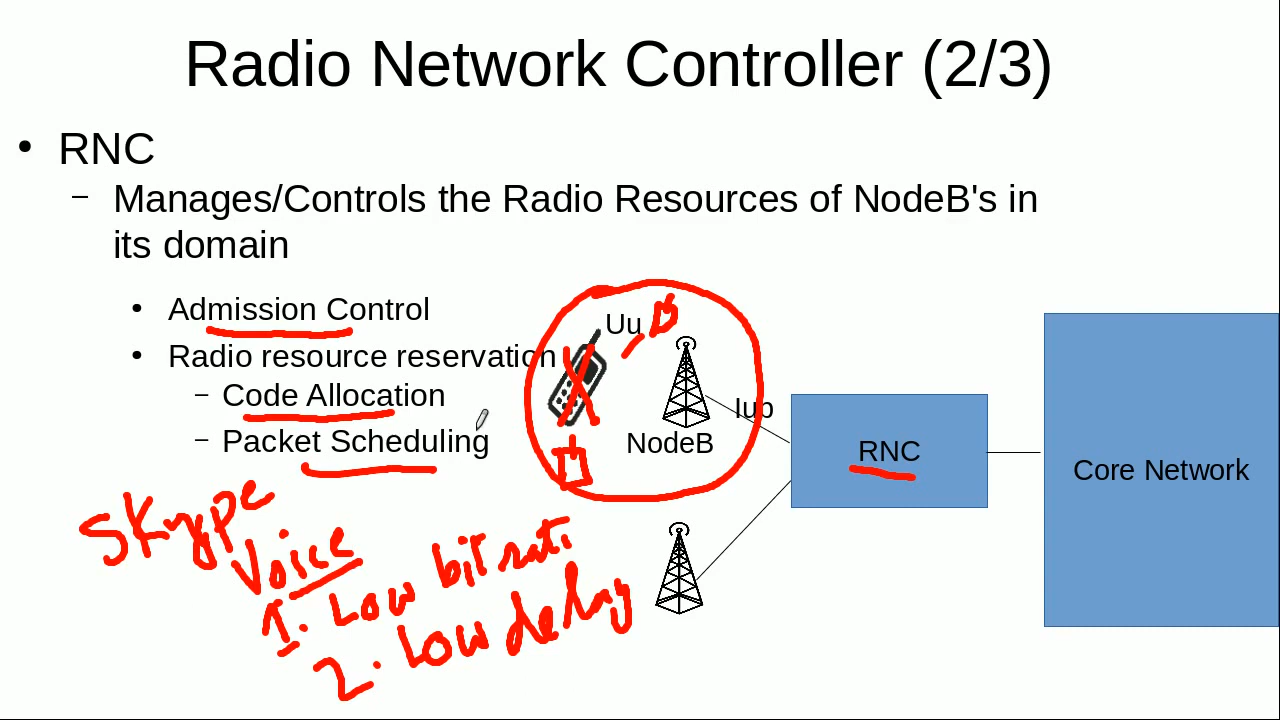 Radio Network Controller (2/3)
• RNC
– Manages/Controls the Radio Resources of NodeB's in
its domain
• Admission Control
• Radio resource reservation
– Code Allocation
– Packet Scheduling
Uu
Iub
NodeB
RNC
Core Network
Skype
Voice
1. Low bit rate
2. Low delay